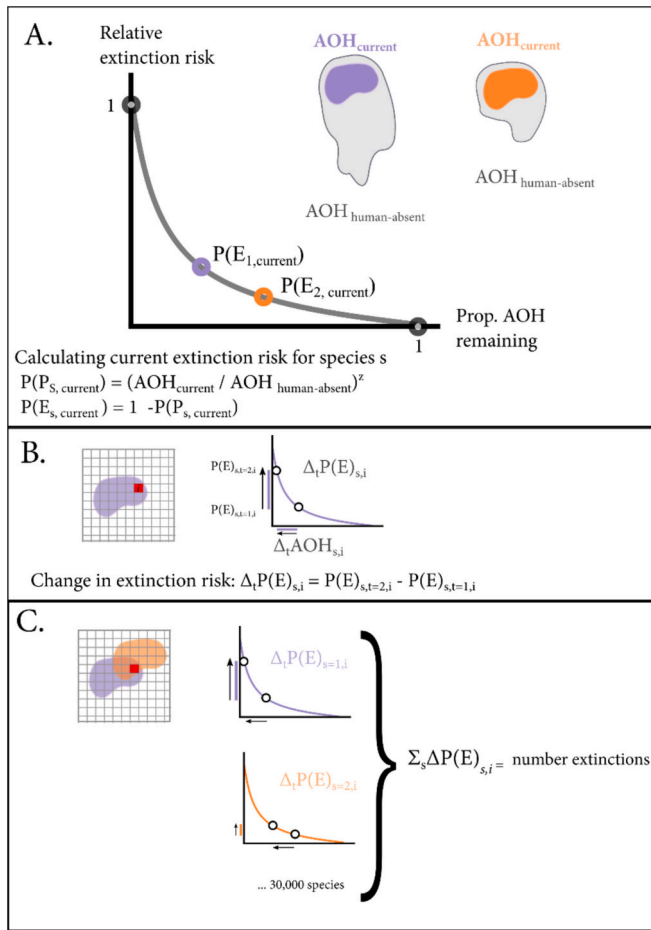 A.
Relative
extinction risk
AOHcurrent
AOHcurrent
1
AOH human-absent
AOH human-absent
P(E1,current)
P(E2, current)
Prop. AOH
remaining
1
Calculating current extinction risk for species s
P(PS, current) = (AOHcurrent / AOH human-absent)^z
P(Es, current) = 1 -P(Ps, current)
B.
P(E)s,t=2,i
ΔtP(E)s,i
P(E)s,t=1,i
ΔtAOHs,i
Change in extinction risk: ΔtP(E)s,i = P(E)s,t=2,i - P(E)s,t=1,i
C.
ΔtP(E)s=1,i
ΣsΔP(E)s,i = number extinctions
ΔtP(E)s=2,i
... 30,000 species